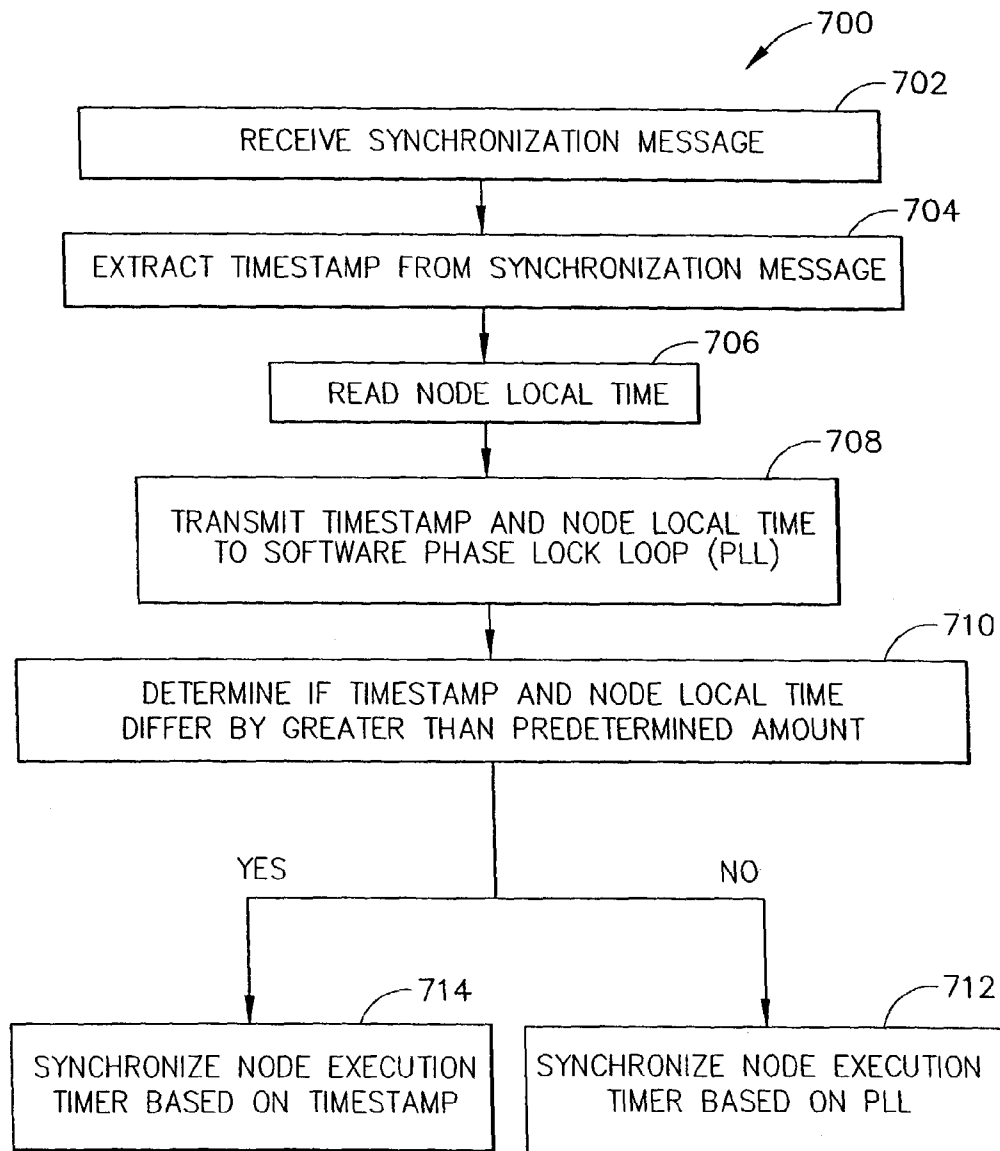 700
702
RECEIVE SYNCHRONIZATION MESSAGE
704
EXTRACT TIMESTAMP FROM SYNCHRONIZATION MESSAGE
706
READ NODE LOCAL TIME
708
TRANSMIT TIMESTAMP AND NODE LOCAL TIME
TO SOFTWARE PHASE LOCK LOOP (PLL)
710
DETERMINE IF TIMESTAMP AND NODE LOCAL TIME
DIFFER BY GREATER THAN PREDETERMINED AMOUNT
YES
NO
714
SYNCHRONIZE NODE EXECUTION
TIMER BASED ON TIMESTAMP
712
SYNCHRONIZE NODE EXECUTION
TIMER BASED ON PLL